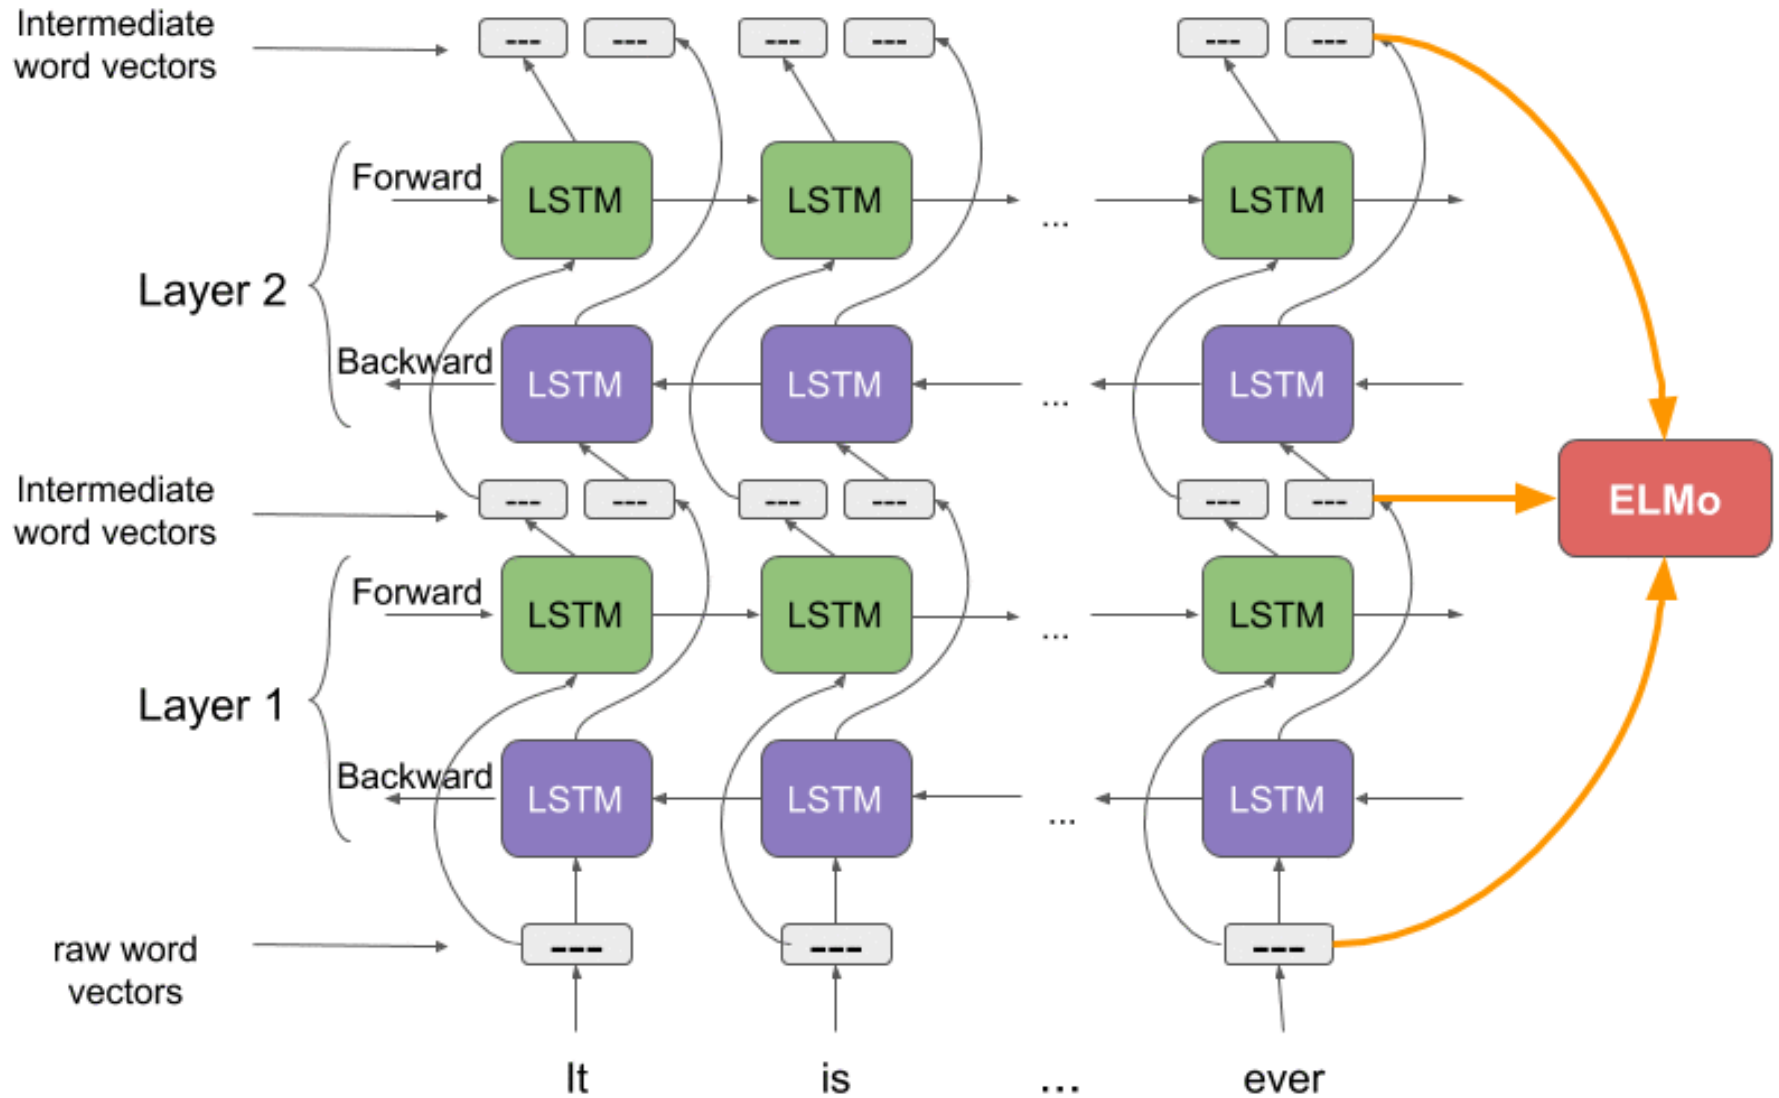 Intermediate
word vectors
--- --- --- --- --- ---
Forward
LSTM LSTM ... LSTM
Layer 2
Backward
LSTM LSTM ... LSTM
Intermediate
word vectors
--- --- --- --- --- ---
ELMo
Forward
LSTM LSTM ... LSTM
Layer 1
Backward
LSTM LSTM ... LSTM
raw word
vectors
--- --- ---
It is ... ever